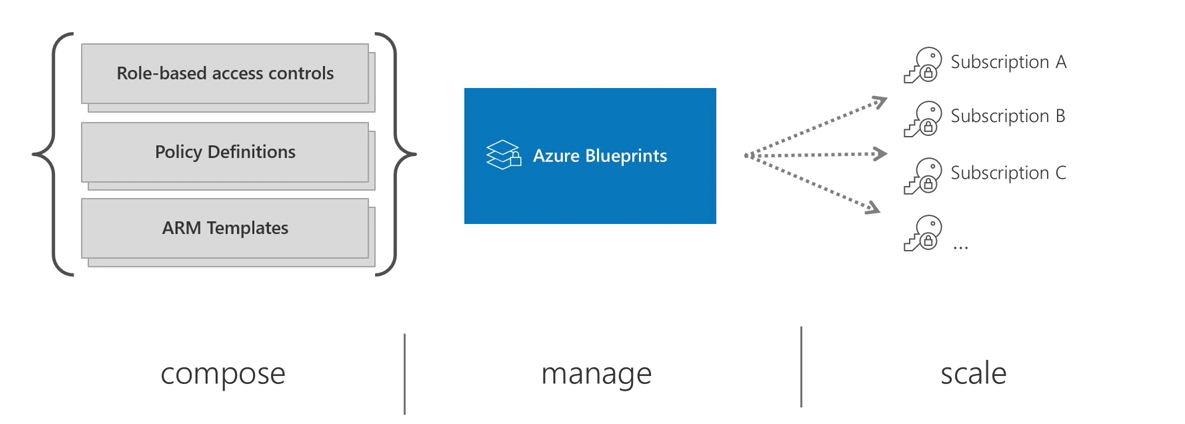 Role-based access controls
Policy Definitions
ARM Templates
Azure Blueprints
Subscription A
Subscription B
Subscription C
...
compose
manage
scale